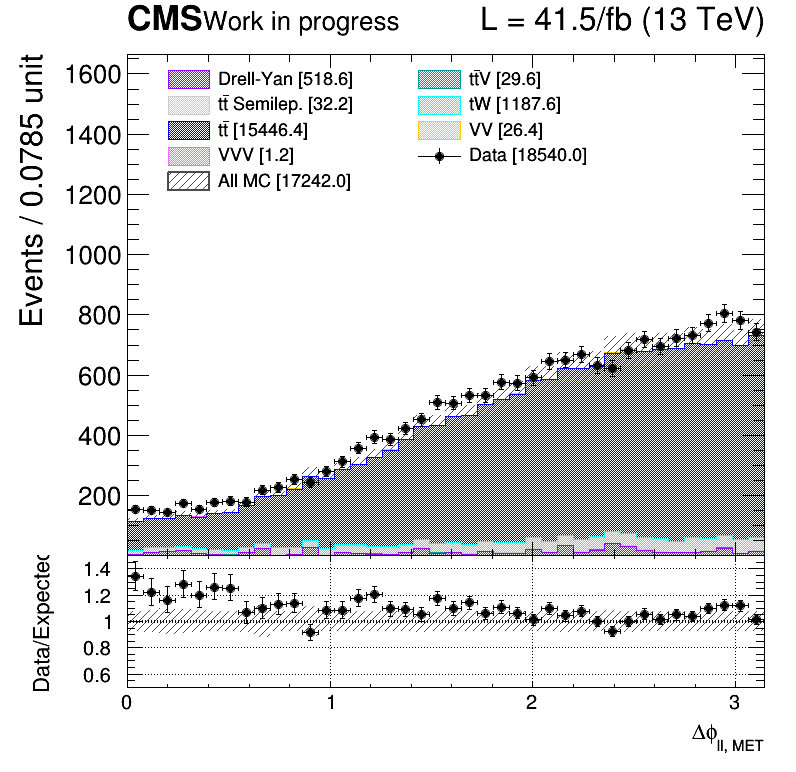 CMS Work in progress L = 41.5/fb (13 TeV)
Events / 0.0785 unit
1600
1400
1200
1000
800
600
400
200
Drell-Yan [518.6]
tt̄ Semilep. [32.2]
tt̄ [15446.4]
VVV [1.2]
All MC [17242.0]
tt̄V [29.6]
tW [1187.6]
VV [26.4]
Data [18540.0]
Data/Expected
1.4
1.2
1
0.8
0.6
0 1 2 3
Δϕll, MET